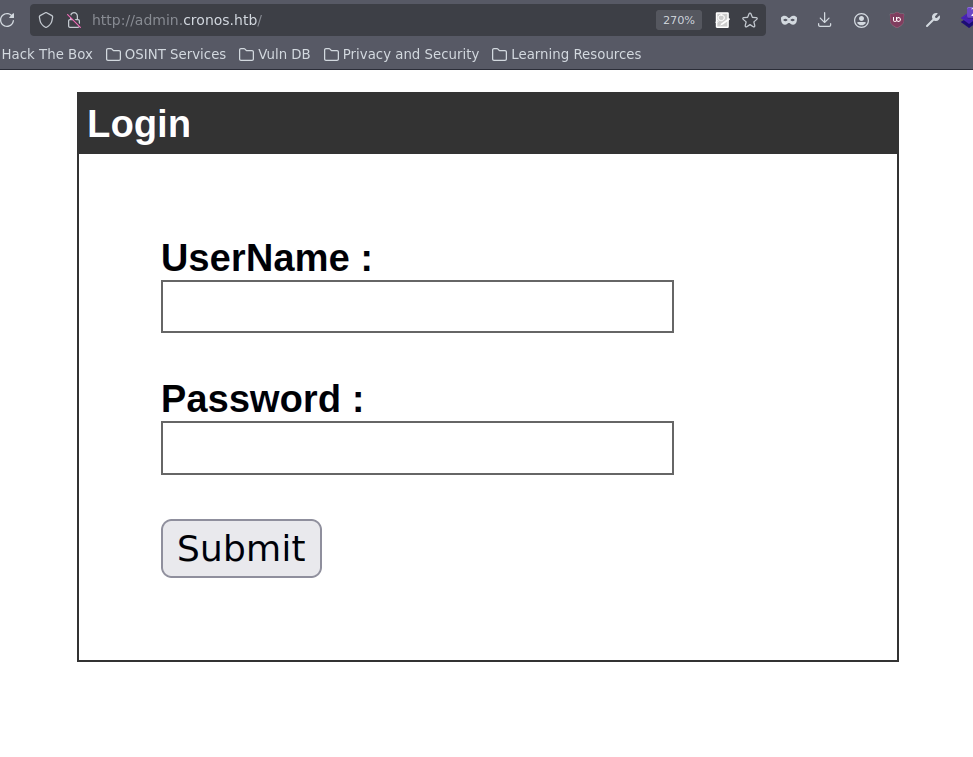 http://admin.cronos.htb/ 270%
Hack The Box OSINT Services Vuln DB Privacy and Security Learning Resources
Login
UserName :
Password :
Submit